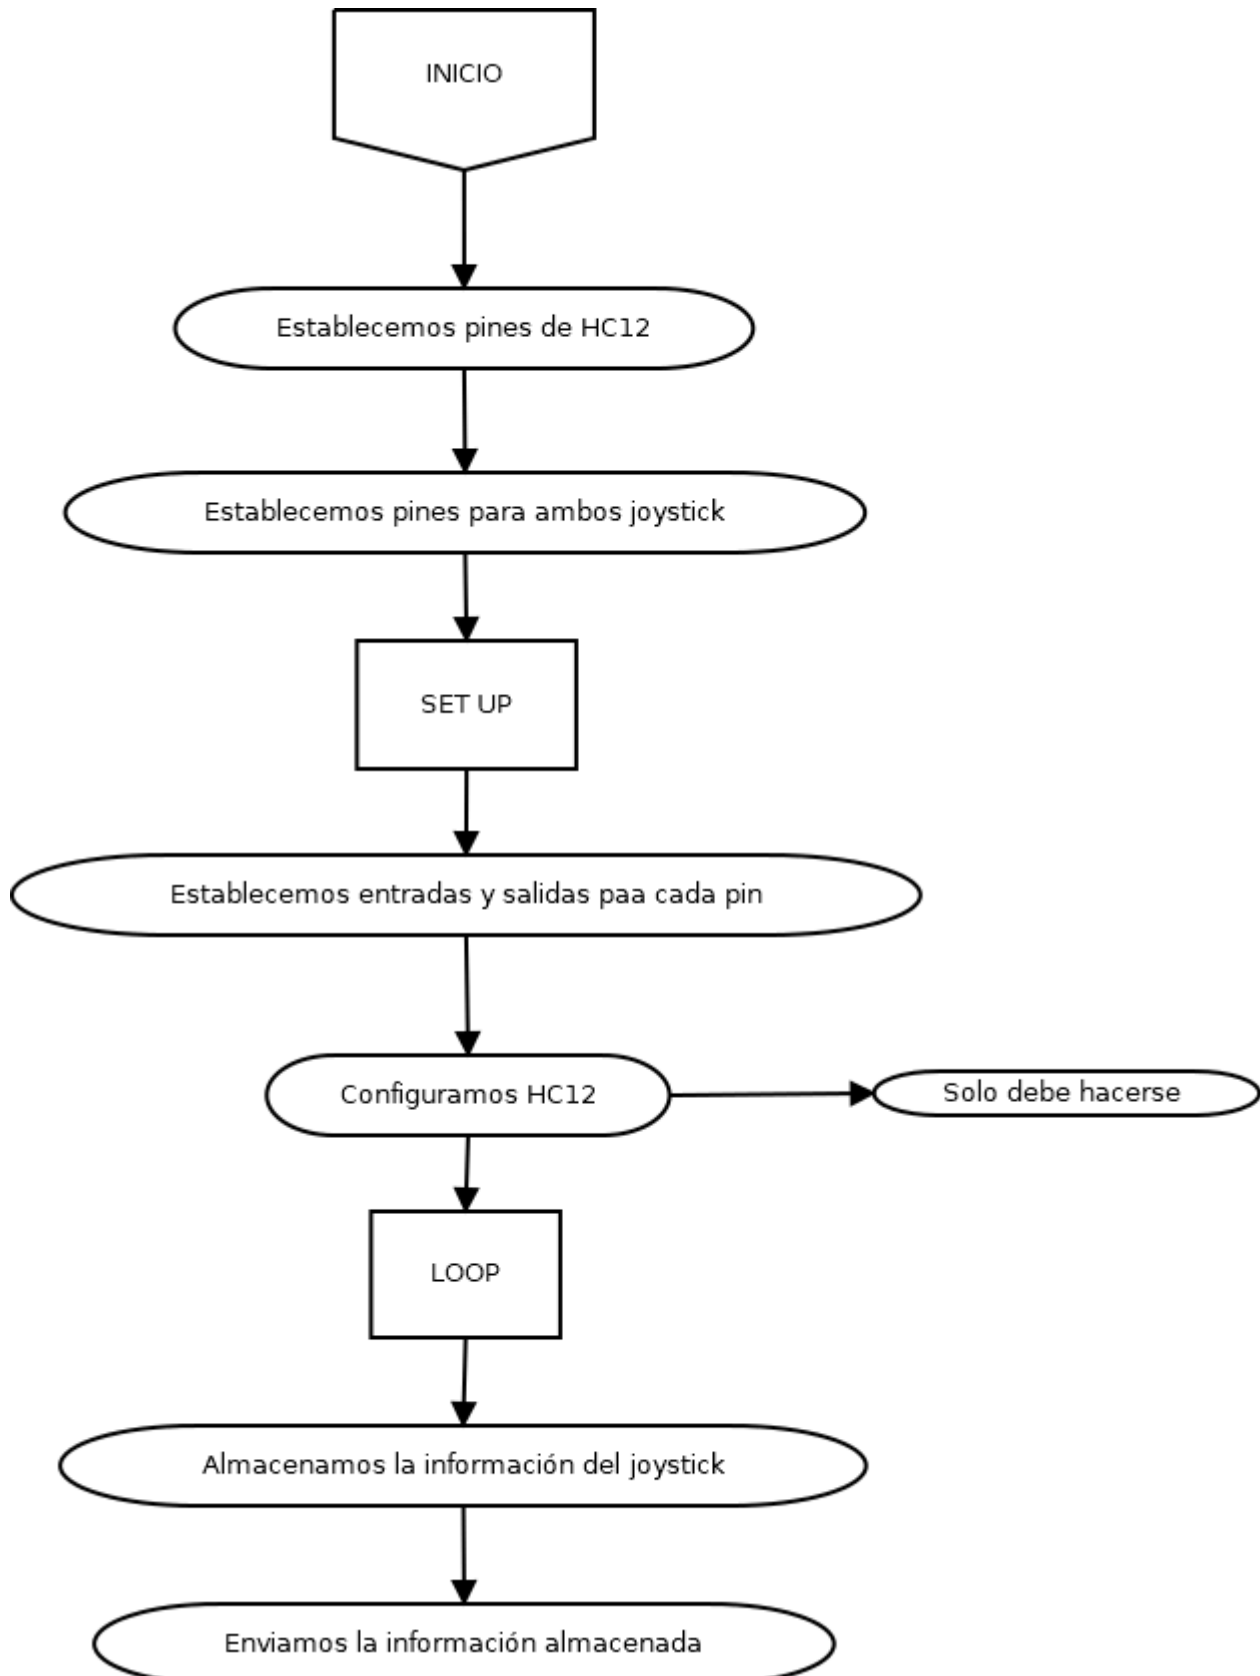 INICIO
Establecemos pines de HC12
Establecemos pines para ambos joystick
SET UP
Establecemos entradas y salidas paa cada pin
Configuramos HC12
Solo debe hacerse
LOOP
Almacenamos la información del joystick
Enviamos la información almacenada